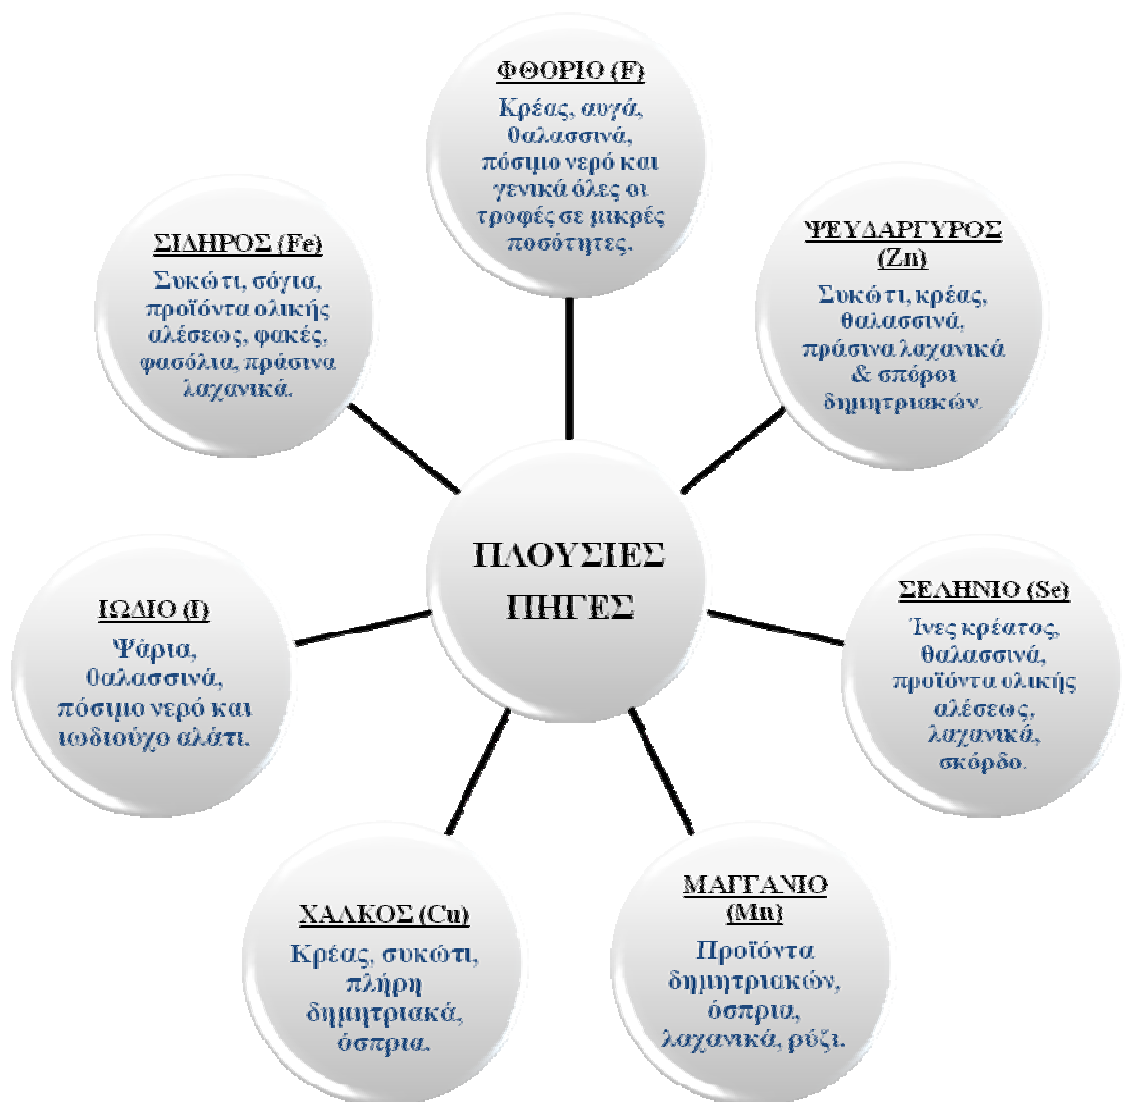 ΦΘΟΡΙΟ (F)
Κρέας, αυγά,
θαλασσινά,
πόσιμο νερό και
γενικά όλες οι
τροφές σε μικρές
ποσότητες.
ΨΕΥΔΑΡΓΥΡΟΣ
(Zn)
Συκώτι, κρέας,
θαλασσινά,
πράσινα λαχανικά
& σπόροι
δημητριακών.
ΣΕΛΗΝΙΟ (Se)
Ίνες κρέατος,
θαλασσινά,
προϊόντα ολικής
αλέσεως,
λαχανικά,
σκόρδο.
ΜΑΓΓΑΝΙΟ
(Mn)
Προϊόντα
δημητριακών,
όσπρια,
λαχανικά, ρύζι.
ΧΑΛΚΟΣ (Cu)
Κρέας, συκώτι,
πλήρη
δημητριακά,
όσπρια.
ΙΩΔΙΟ (I)
Ψάρια,
θαλασσινά,
πόσιμο νερό και
ιωδιούχο αλάτι.
ΣΙΔΗΡΟΣ (Fe)
Συκώτι, σόγια,
προϊόντα ολικής
αλέσεως, φακές,
φασόλια, πράσινα
λαχανικά.
ΠΛΟΥΣΙΕΣ
ΠΗΓΕΣ